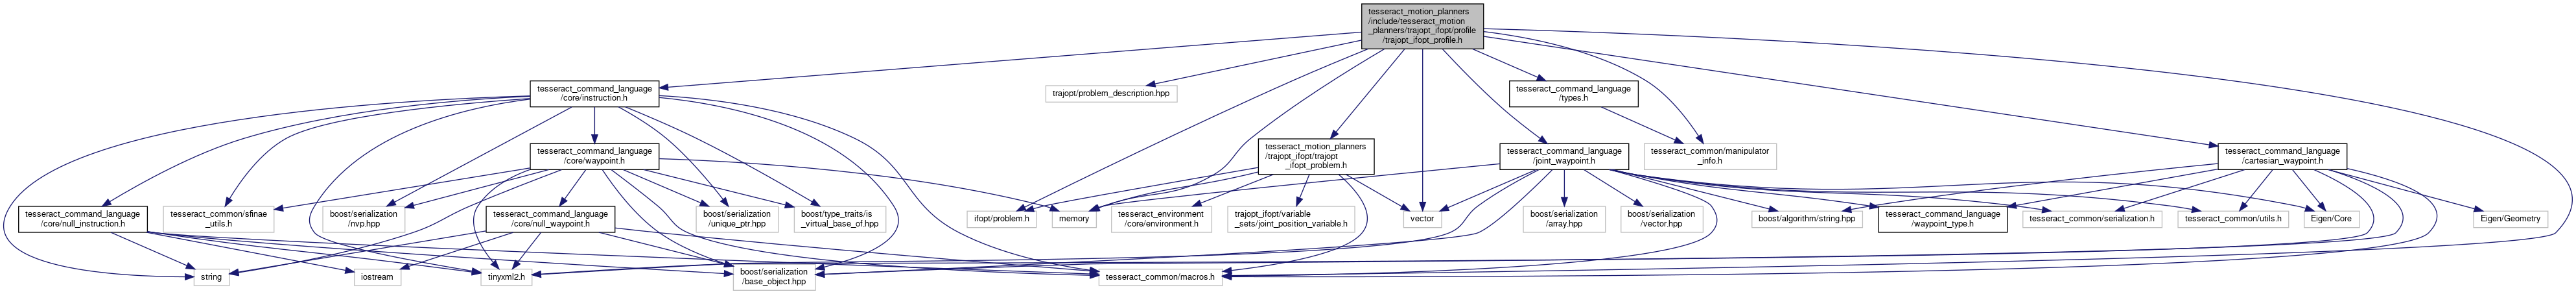 tesseract_motion_planners
/include/tesseract_motion
_planners/trajopt_ifopt/profile
/trajopt_ifopt_profile.h
tesseract_command_language
/core/instruction.h
trajopt/problem_description.hpp
tesseract_command_language
/types.h
tesseract_command_language
/core/waypoint.h
tesseract_motion_planners
/trajopt_ifopt/trajopt
_ifopt_problem.h
tesseract_command_language
/joint_waypoint.h
tesseract_common/manipulator
_info.h
tesseract_command_language
/cartesian_waypoint.h
tesseract_command_language
/core/null_instruction.h
tesseract_common/sfinae
_utils.h
boost/serialization
/nvp.hpp
tesseract_command_language
/core/null_waypoint.h
boost/serialization
/unique_ptr.hpp
boost/type_traits/is
_virtual_base_of.hpp
ifopt/problem.h
memory
tesseract_environment
/core/environment.h
trajopt_ifopt/variable
_sets/joint_position_variable.h
vector
boost/serialization
/array.hpp
boost/serialization
/vector.hpp
boost/algorithm/string.hpp
tesseract_command_language
/waypoint_type.h
tesseract_common/serialization.h
tesseract_common/utils.h
Eigen/Core
Eigen/Geometry
string
iostream
tinyxml2.h
boost/serialization
/base_object.hpp
tesseract_common/macros.h